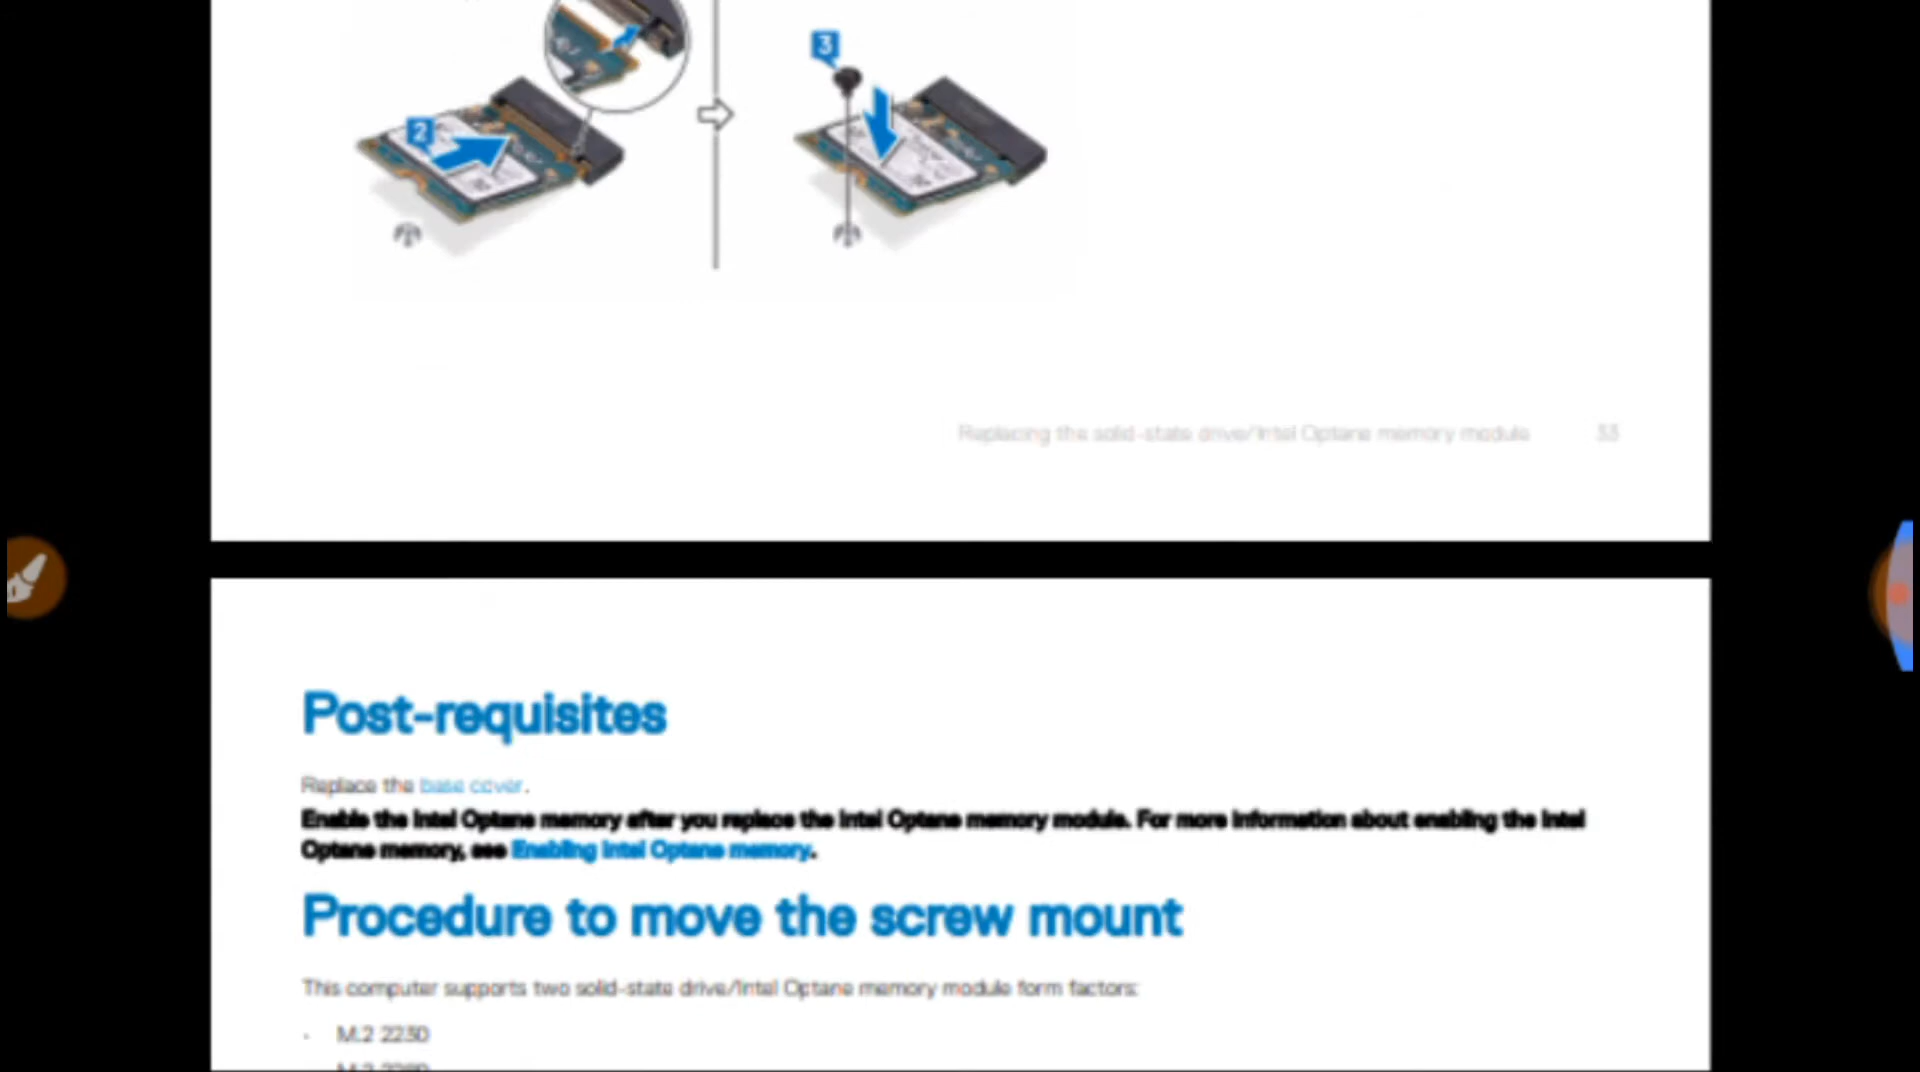 3
2
Replacing the solid-state drive/Intel Optane memory module 33
Post-requisites
Replace the base cover.
Enable the Intel Optane memory after you replace the Intel Optane memory module. For more information about enabling the Intel
Optane memory, see Enabling Intel Optane memory.
Procedure to move the screw mount
This computer supports two solid-state drive/Intel Optane memory module form factors:
· M.2 2230